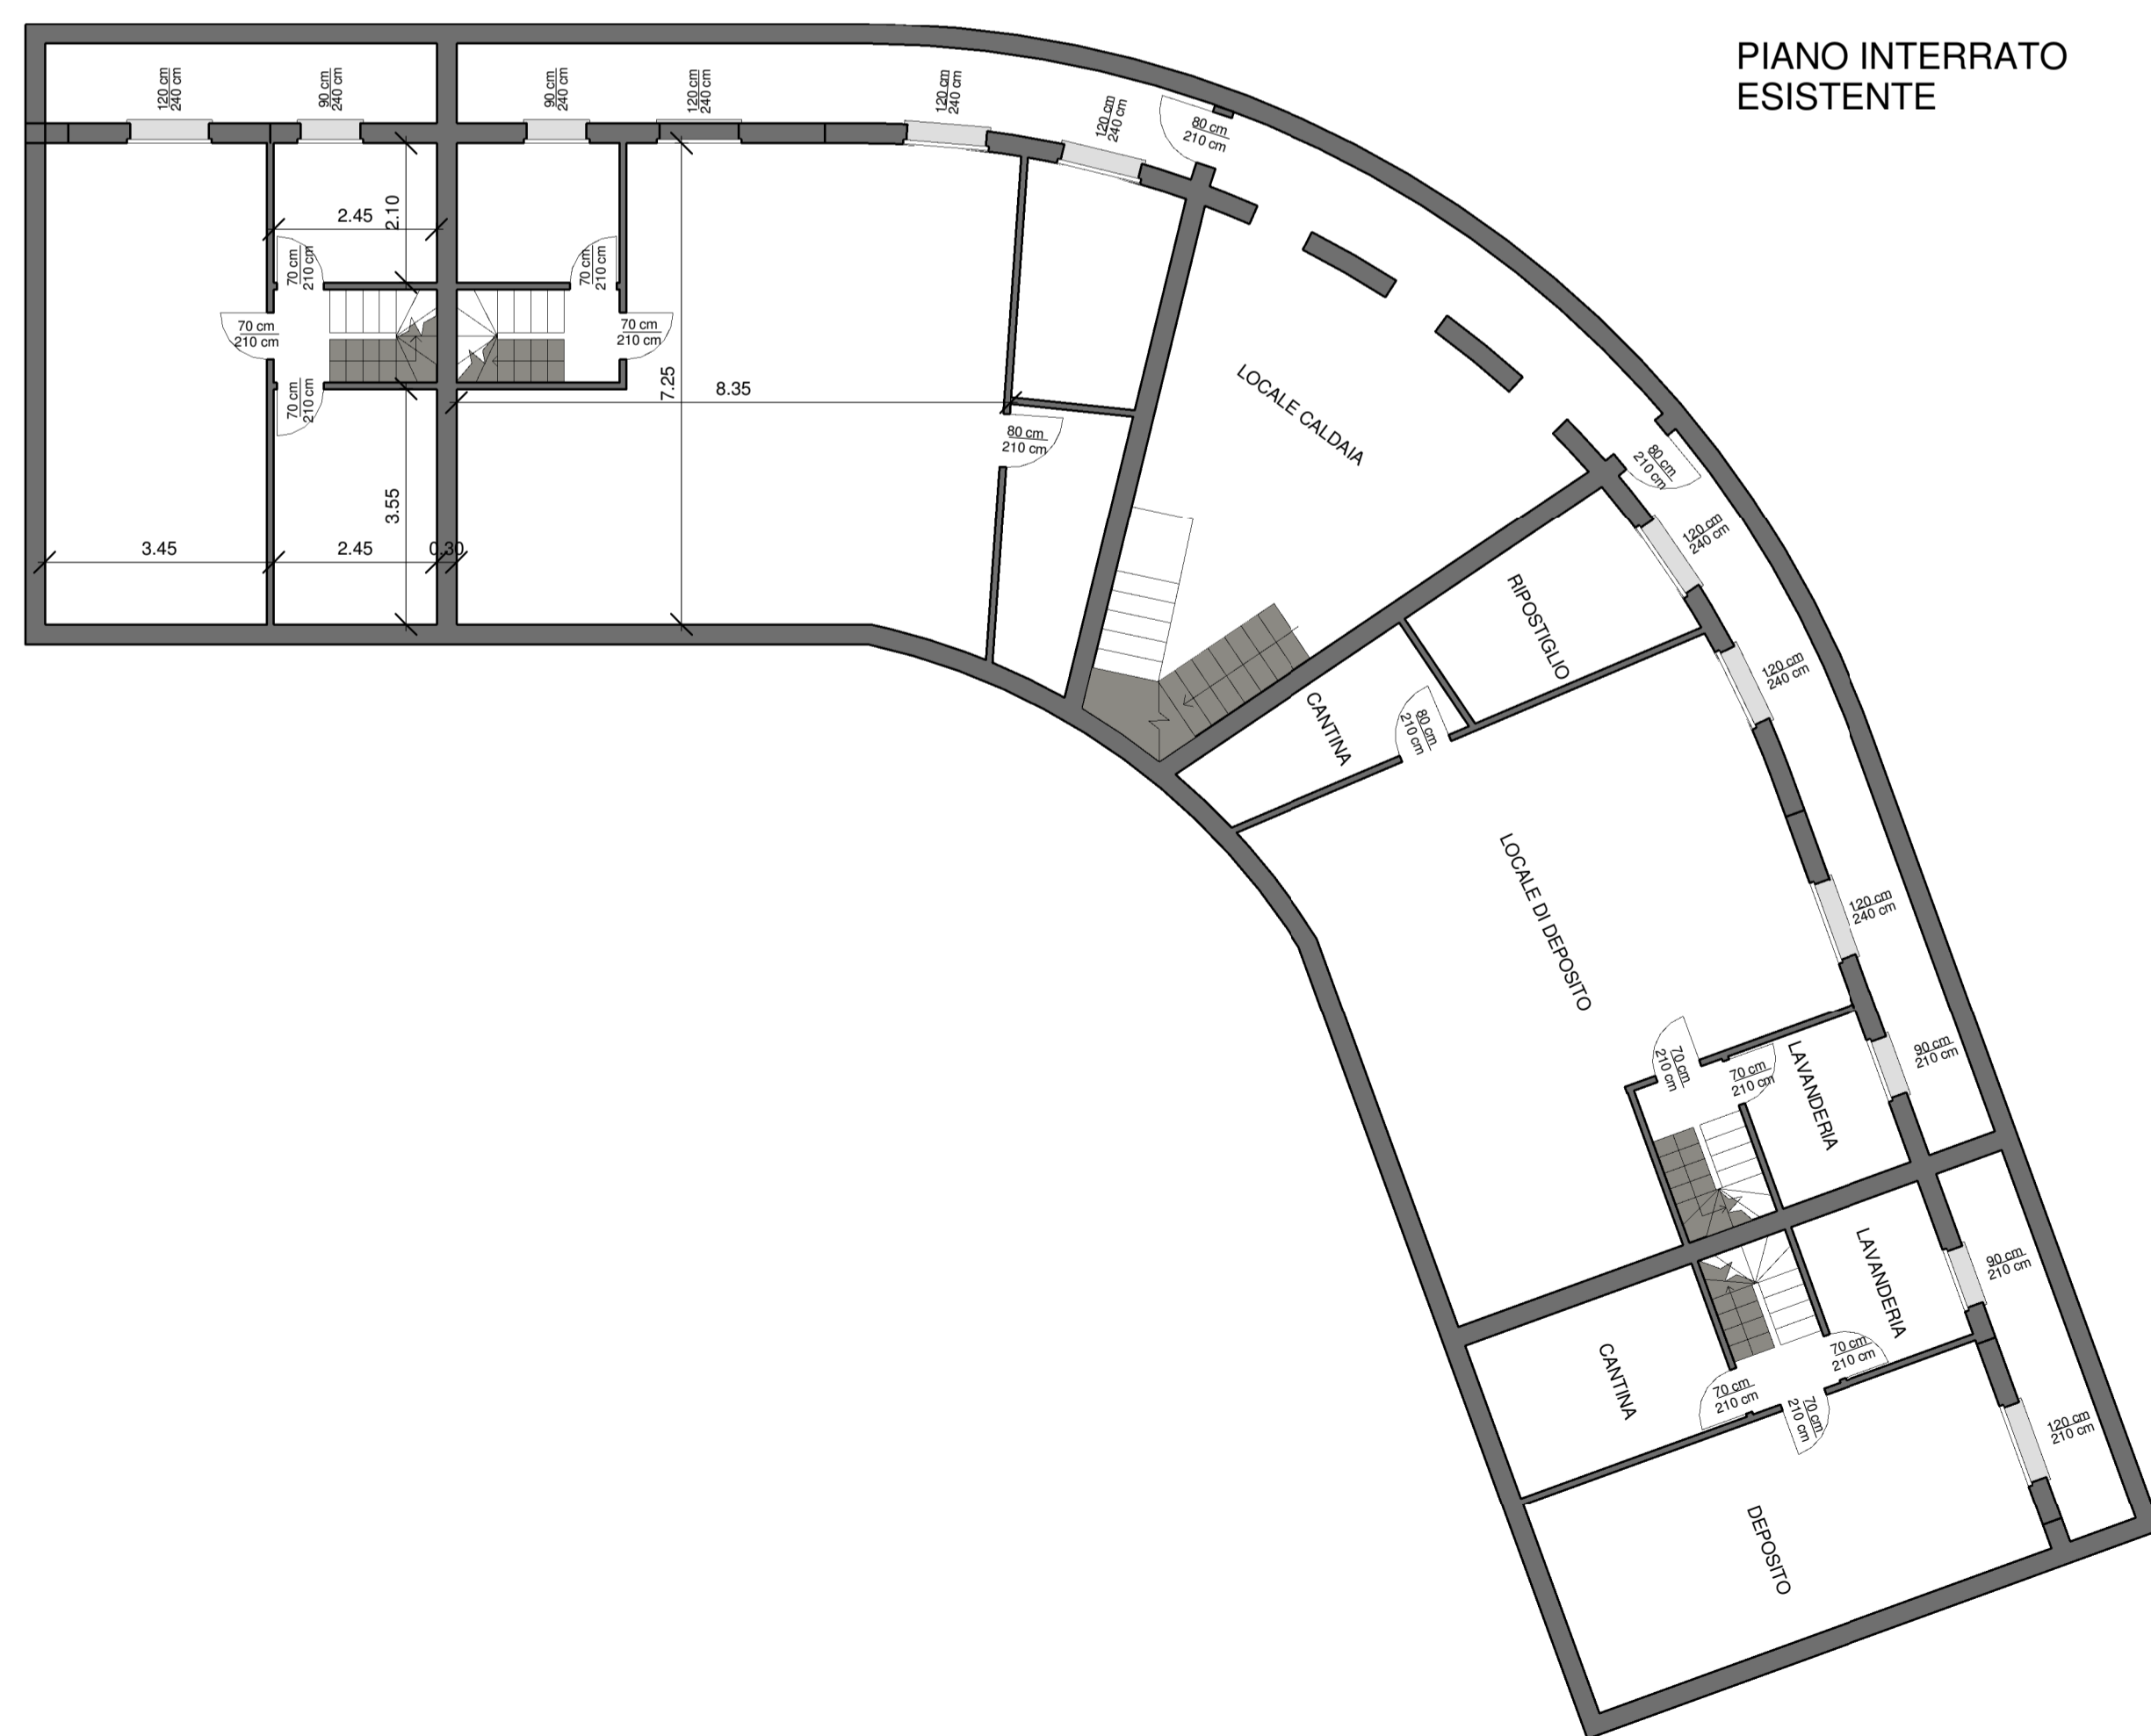 PIANO INTERRATO
ESISTENTE
120 cm
240 cm
90 cm
240 cm
90 cm
240 cm
120 cm
240 cm
120 cm
240 cm
120 cm
240 cm
80 cm
210 cm
2.45
2.10
70 cm
210 cm
70 cm
210 cm
70 cm
210 cm
70 cm
210 cm
70 cm
210 cm
7.25
8.35
80 cm
210 cm
3.55
3.45
2.45
0.30
LOCALE CALDAIA
80 cm
210 cm
120 cm
240 cm
RIPOSTIGLIO
120 cm
240 cm
CANTINA
80 cm
210 cm
LOCALE DI DEPOSITO
120 cm
240 cm
70 cm
210 cm
70 cm
210 cm
LAVANDERIA
90 cm
210 cm
LAVANDERIA
90 cm
210 cm
CANTINA
70 cm
210 cm
70 cm
210 cm
70 cm
210 cm
120 cm
210 cm
DEPOSITO